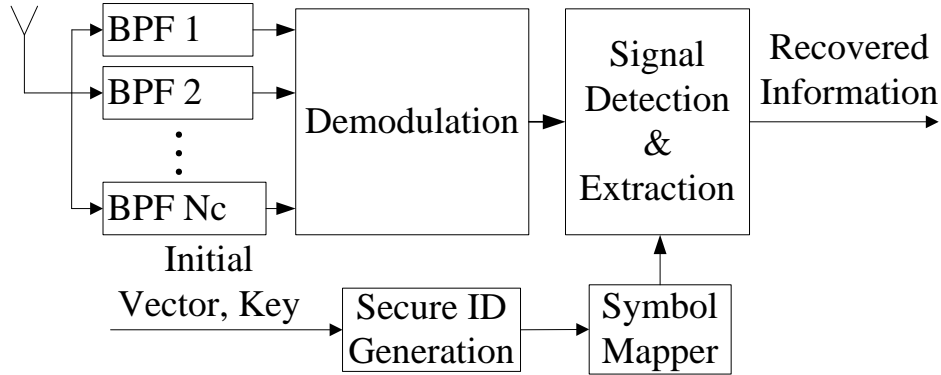 BPF 1
BPF 2
BPF Nc
Demodulation
Signal
Detection
&
Extraction
Recovered
Information
Initial
Vector, Key
Secure ID
Generation
Symbol
Mapper